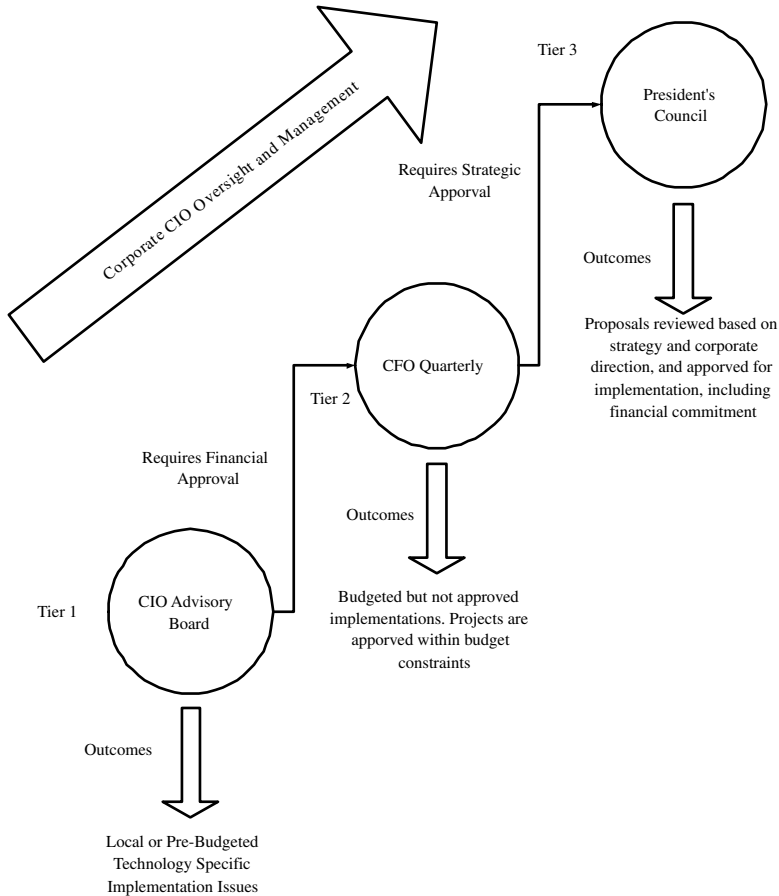 Tier 3
President's
Council
Corporate CIO Oversight and Management
Requires Strategic
Apporval
Outcomes
Proposals reviewed based on
strategy and corporate
direction, and apporved for
implementation, including
financial commitment
CFO Quarterly
Tier 2
Requires Financial
Approval
Outcomes
Budgeted but not approved
implementations. Projects are
apporved within budget
constraints
Tier 1
CIO Advisory
Board
Outcomes
Local or Pre-Budgeted
Technology Specific
Implementation Issues